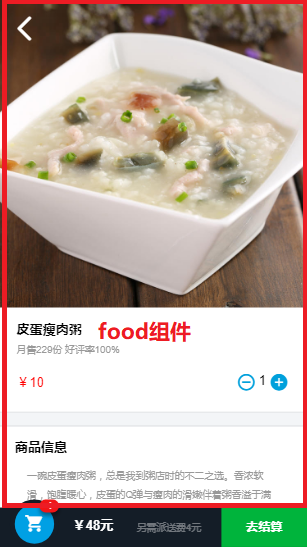 皮蛋瘦肉粥
food组件
月售229份 好评率100%
￥10
1
商品信息
一碗皮蛋瘦肉粥，总是我到粥店时的不二之选。香浓软
滑，饱腹暖心，皮蛋的Q弹与瘦肉的滑嫩伴着粥香溢于满
￥48元
另需配送费4元
去结算